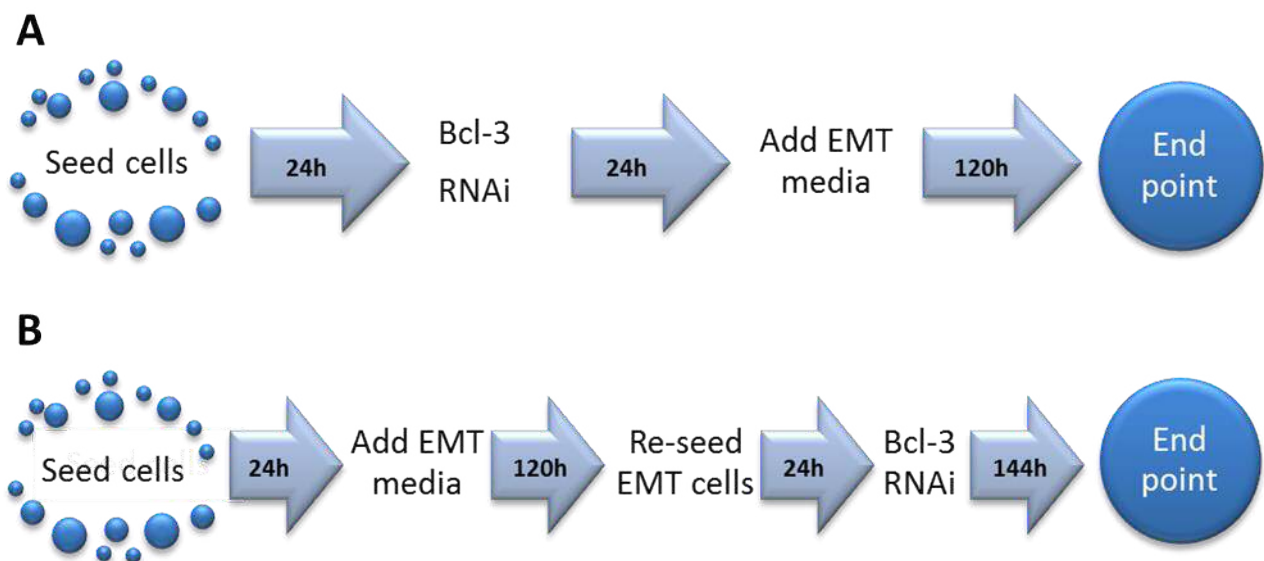 A
Seed cells
24h
Bcl-3
RNAi
24h
Add EMT
media
120h
End
point
B
Seed cells
24h
Add EMT
media
120h
Re-seed
EMT cells
24h
Bcl-3
RNAi
144h
End
point